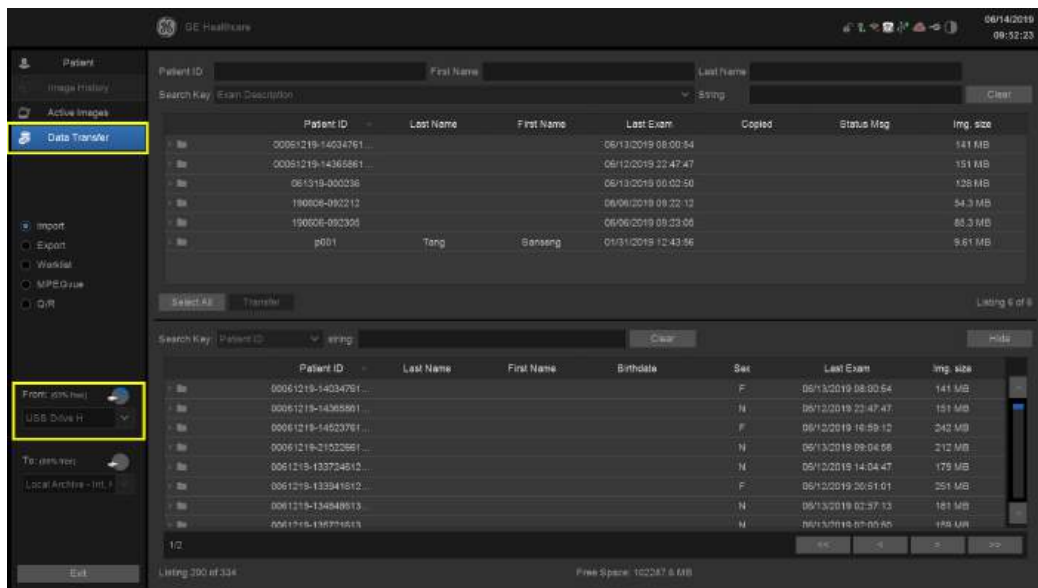 GE Healthcare
06/14/2019
09:52:23
Patient
Image History
Active Images
Data Transfer
Import
Export
Worklist
MPEGvue
Q/R
From:
USB Drive H
To:
Local Archive - Int.
Exit
Patient ID First Name Last Name
Search Key Exam Description String Clear
Patient ID Last Name First Name Last Exam Copied Status Msg Img. size
00061219-14034761... 06/13/2019 08:00:54 141 MB
00061219-14365861... 06/12/2019 22:47:47 151 MB
061319-000236 06/13/2019 00:02:50 128 MB
190606-092212 06/06/2019 09:22:12 54.3 MB
190606-092305 06/06/2019 09:23:05 85.3 MB
p001 Tang Sanseng 01/31/2019 12:43:56 9.61 MB
Select All Transfer Listing 6 of 6
Search Key Patient ID string Clear Hide
Patient ID Last Name First Name Birthdate Sex Last Exam Img. size
00061219-14034761... F 06/13/2019 08:00:54 141 MB
00061219-14365861... N 06/12/2019 22:47:47 151 MB
00061219-14523761... F 06/12/2019 16:59:12 242 MB
00061219-21522661... N 06/13/2019 09:04:58 212 MB
0061219-133724612... N 06/12/2019 14:04:47 179 MB
0061219-133941612... F 06/12/2019 20:51:01 251 MB
0061219-134848613... N 06/13/2019 02:57:13 181 MB
1/2 << < > >>
Listing 200 of 334 Free Space: 102287.6 MB